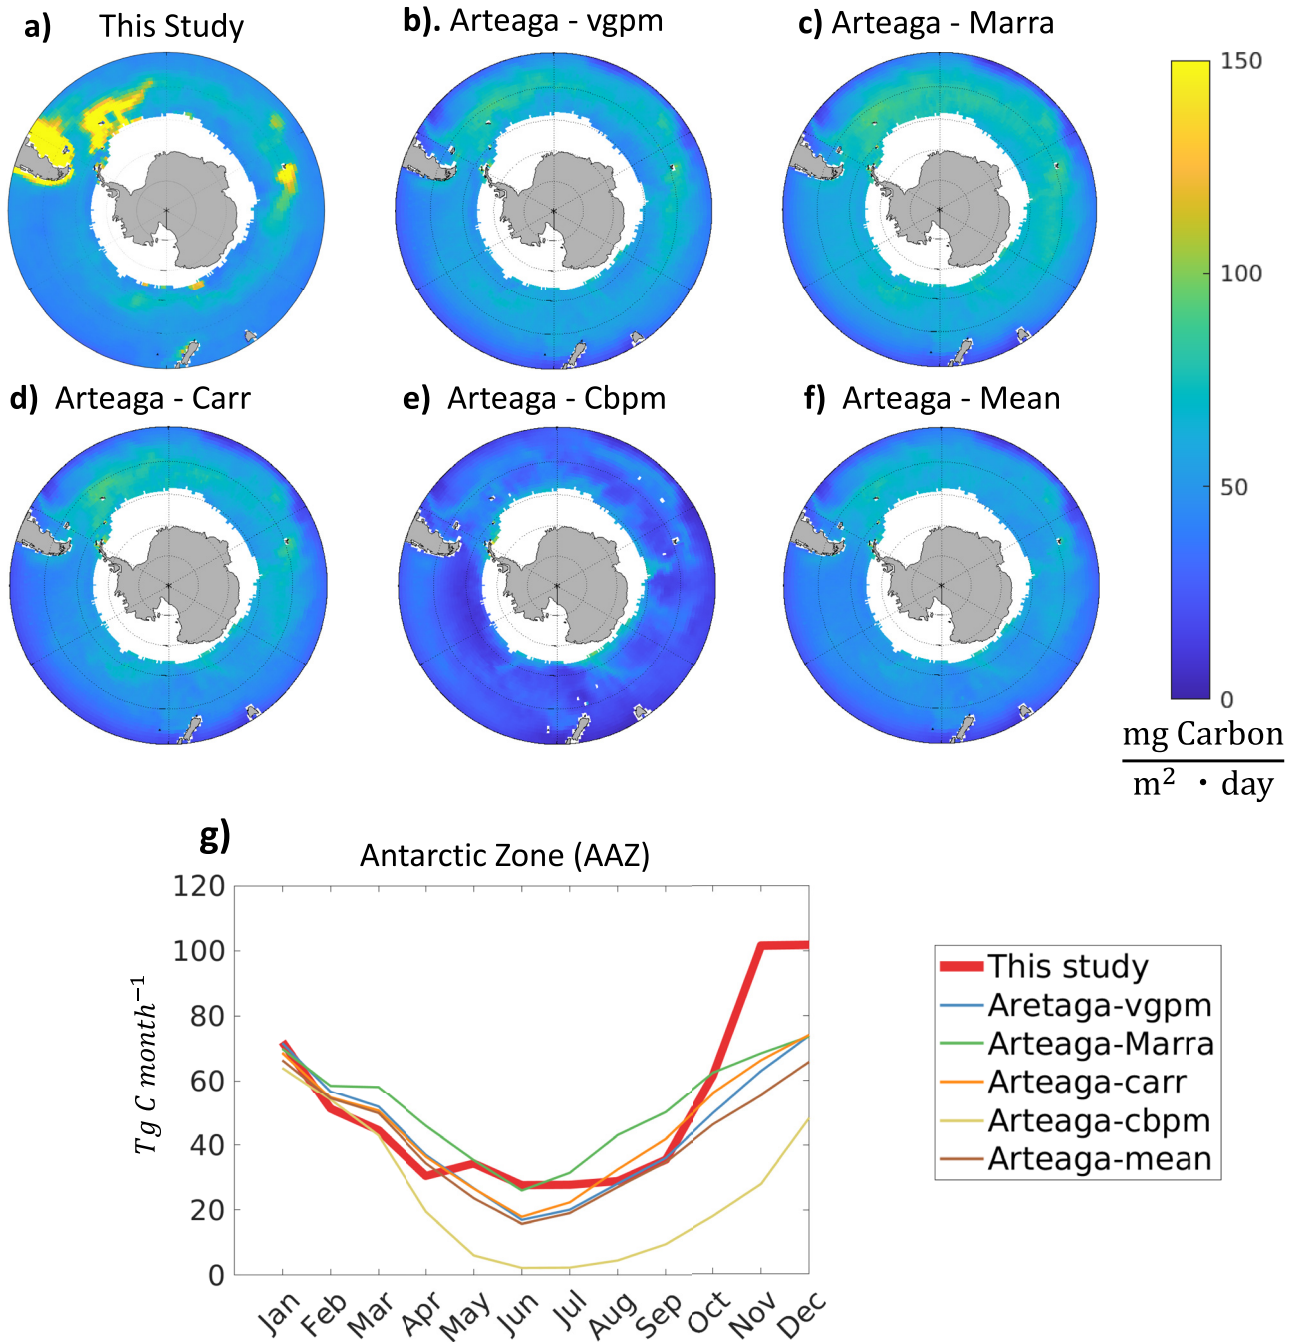 a) This Study
b). Arteaga - vgpm
c) Arteaga - Marra
d) Arteaga - Carr
e) Arteaga - Cbpm
f) Arteaga - Mean
150
100
50
0
mg Carbon
m² · day
g)
Antarctic Zone (AAZ)
Tg C month⁻¹
120
100
80
60
40
20
0
Jan
Feb
Mar
Apr
May
Jun
Jul
Aug
Sep
Oct
Nov
Dec
This study
Aretaga-vgpm
Arteaga-Marra
Arteaga-carr
Arteaga-cbpm
Arteaga-mean